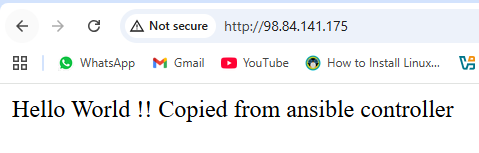 Not secure http://98.84.141.175
WhatsApp Gmail YouTube How to Install Linux...
Hello World !! Copied from ansible controller